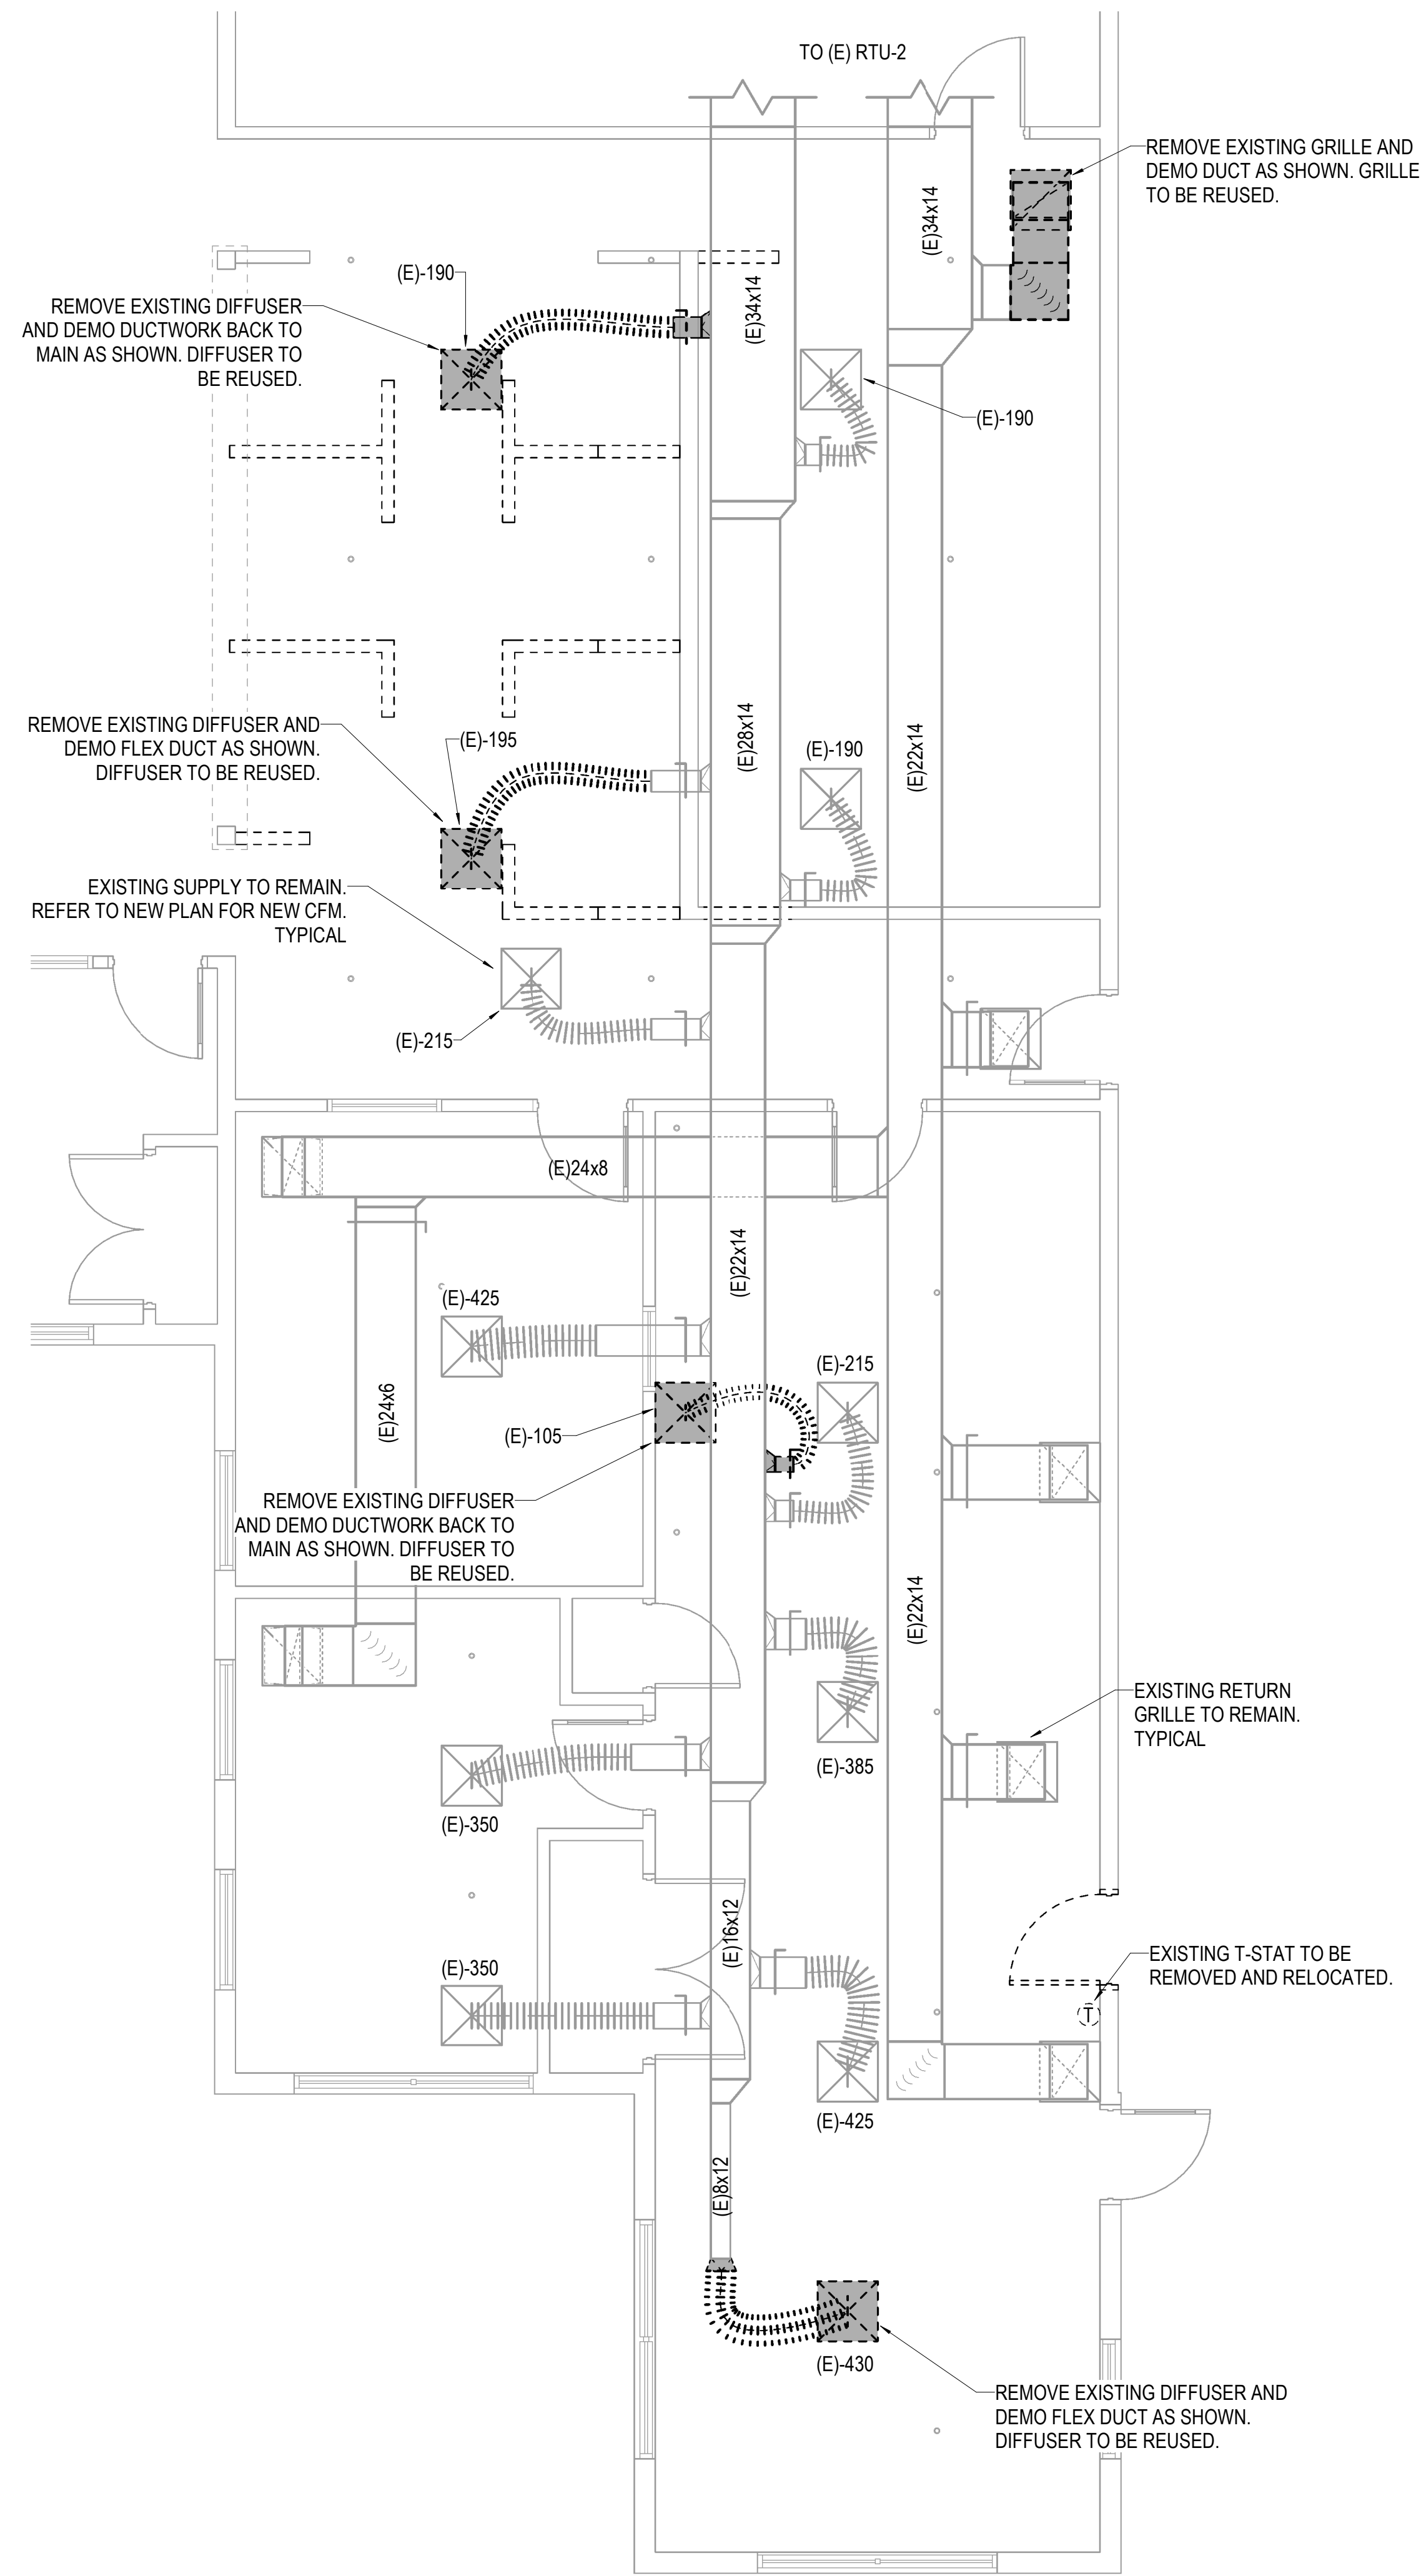 TO (E) RTU-2
REMOVE EXISTING GRILLE AND
DEMO DUCT AS SHOWN. GRILLE
TO BE REUSED.
(E)34x14
(E)-190
(E)34x14
REMOVE EXISTING DIFFUSER
AND DEMO DUCTWORK BACK TO
MAIN AS SHOWN. DIFFUSER TO
BE REUSED.
(E)-190
REMOVE EXISTING DIFFUSER AND
DEMO FLEX DUCT AS SHOWN.
DIFFUSER TO BE REUSED.
(E)-195
(E)28x14
(E)-190
(E)22x14
EXISTING SUPPLY TO REMAIN.
REFER TO NEW PLAN FOR NEW CFM.
TYPICAL
(E)-215
(E)24x8
(E)22x14
(E)-425
(E)-215
(E)24x6
(E)-105
REMOVE EXISTING DIFFUSER
AND DEMO DUCTWORK BACK TO
MAIN AS SHOWN. DIFFUSER TO
BE REUSED.
(E)22x14
EXISTING RETURN
GRILLE TO REMAIN.
TYPICAL
(E)-385
(E)-350
(E)16x12
EXISTING T-STAT TO BE
REMOVED AND RELOCATED.
T
(E)-350
(E)-425
(E)8x12
(E)-430
REMOVE EXISTING DIFFUSER AND
DEMO FLEX DUCT AS SHOWN.
DIFFUSER TO BE REUSED.